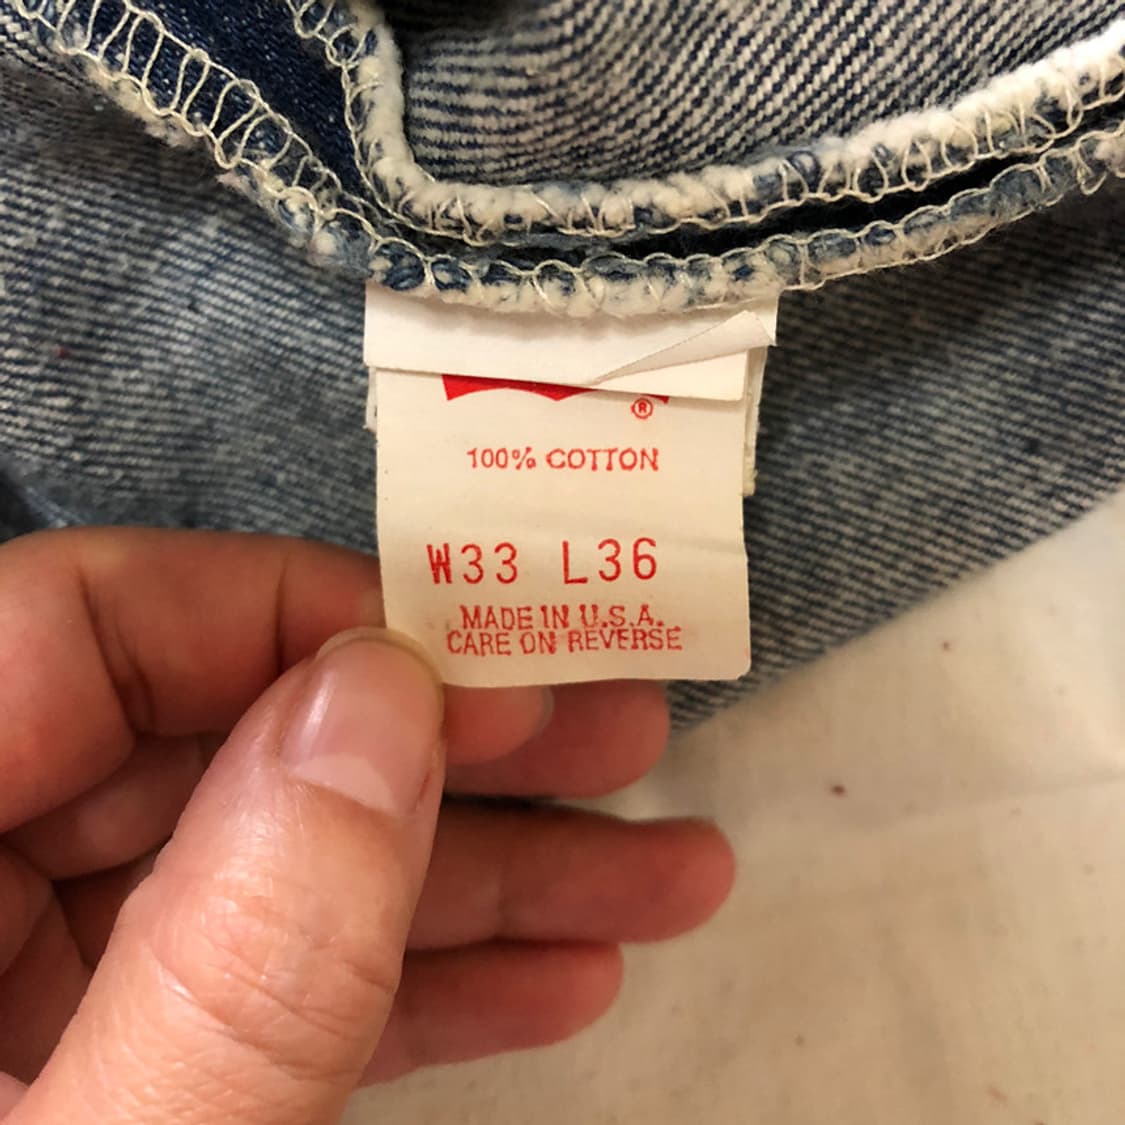 ®
100% COTTON
W33 L36
MADE IN U.S.A.
CARE ON REVERSE